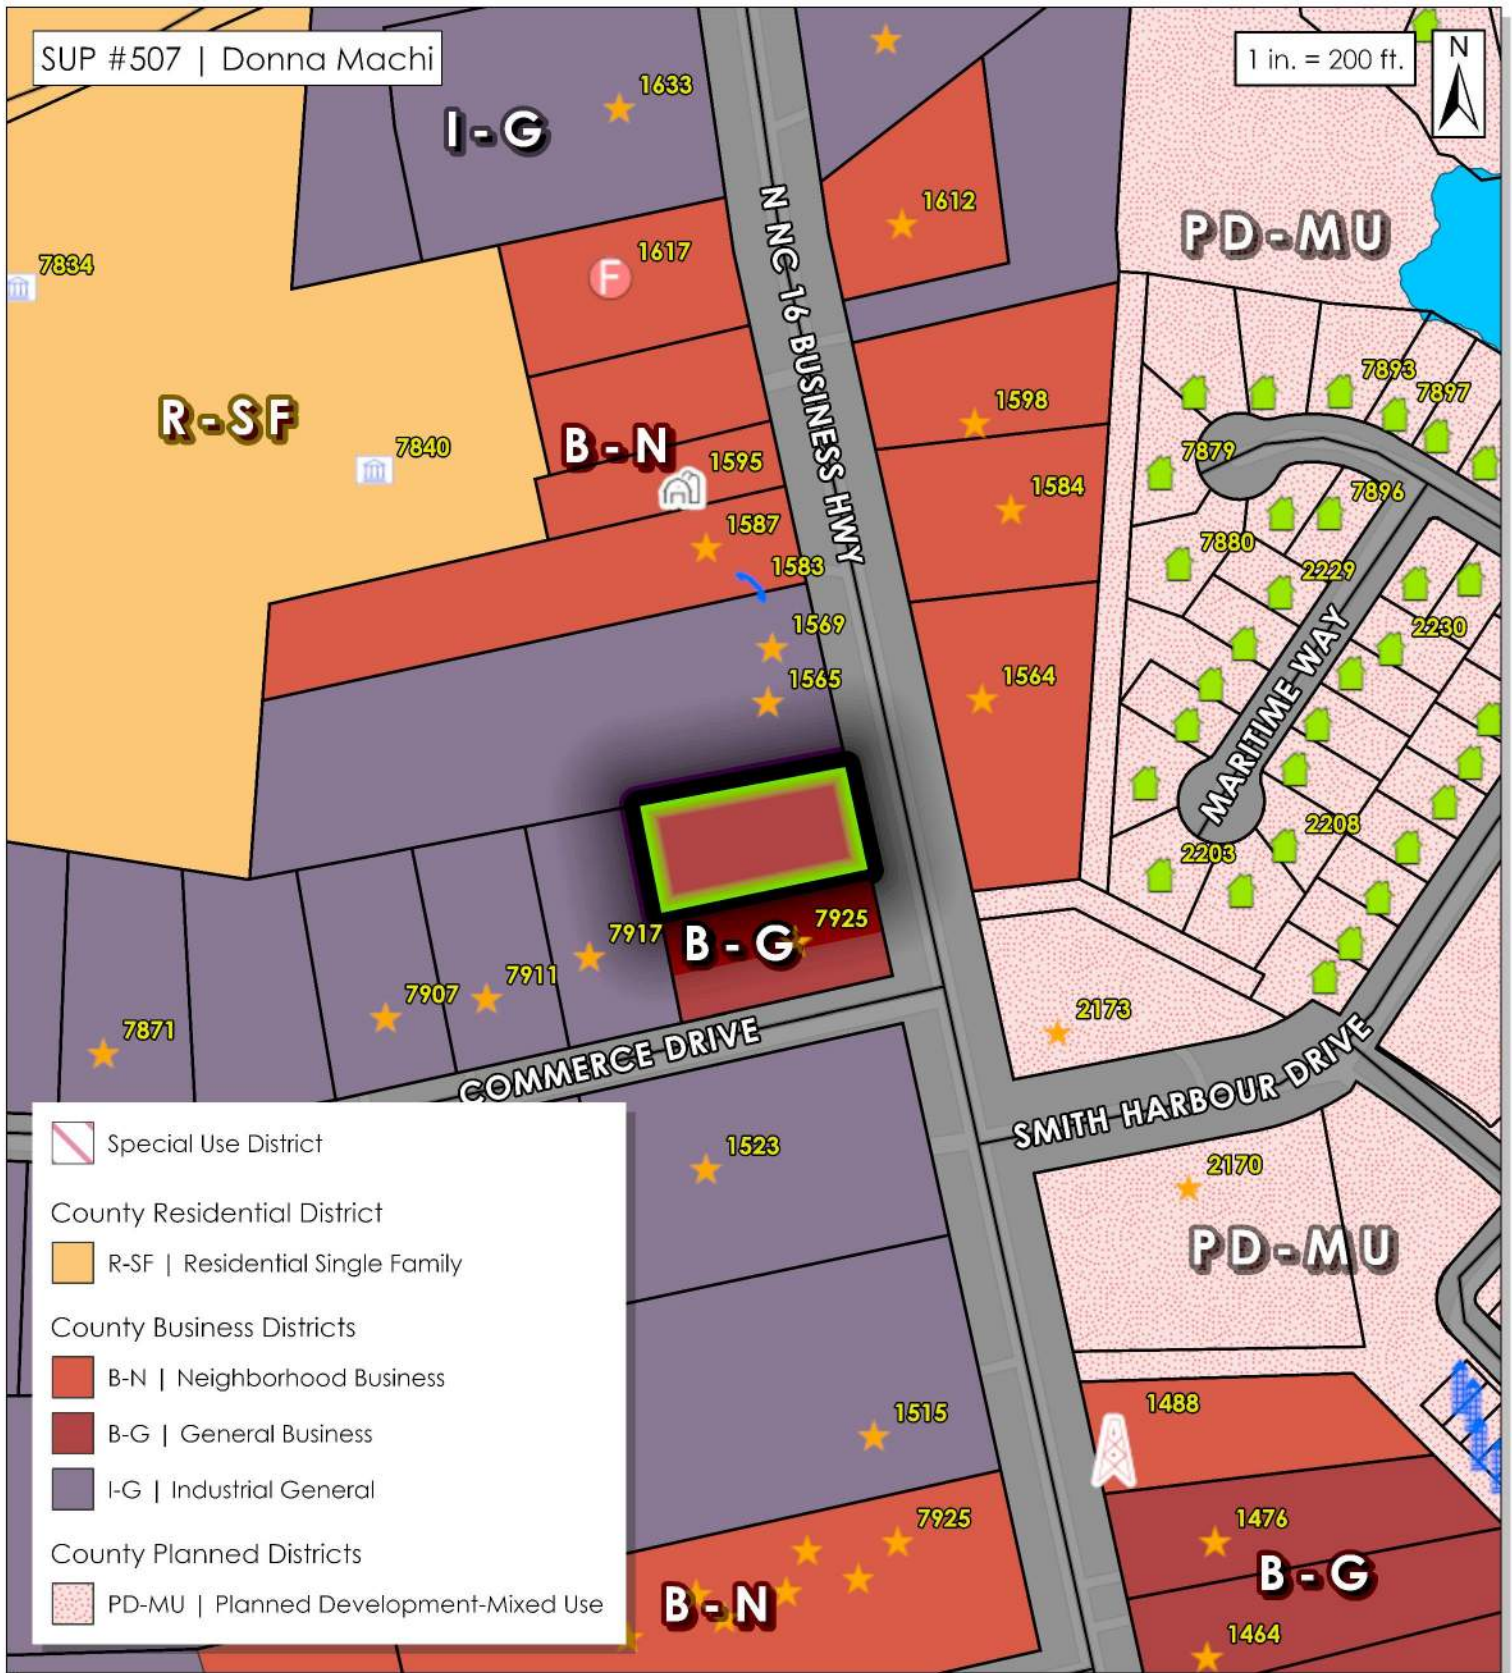 SUP #507 | Donna Machi
1 in. = 200 ft.
N
1633
I-G
1612
PD-MU
1617
F
7834
N NC 16 BUSINESS HWY
7893
7897
1598
R-SF
7840
B-N
1595
7879
1584
7896
1587
7880
1583
2229
1569
2230
1565
1564
MARITIME WAY
2208
2203
7925
7917
B-G
7911
7907
2173
7871
COMMERCE DRIVE
SMITH HARBOUR DRIVE
1523
2170
PD-MU
Special Use District
County Residential District
R-SF | Residential Single Family
County Business Districts
B-N | Neighborhood Business
B-G | General Business
I-G | Industrial General
County Planned Districts
PD-MU | Planned Development-Mixed Use
1488
1515
7925
1476
B-G
B-N
1464